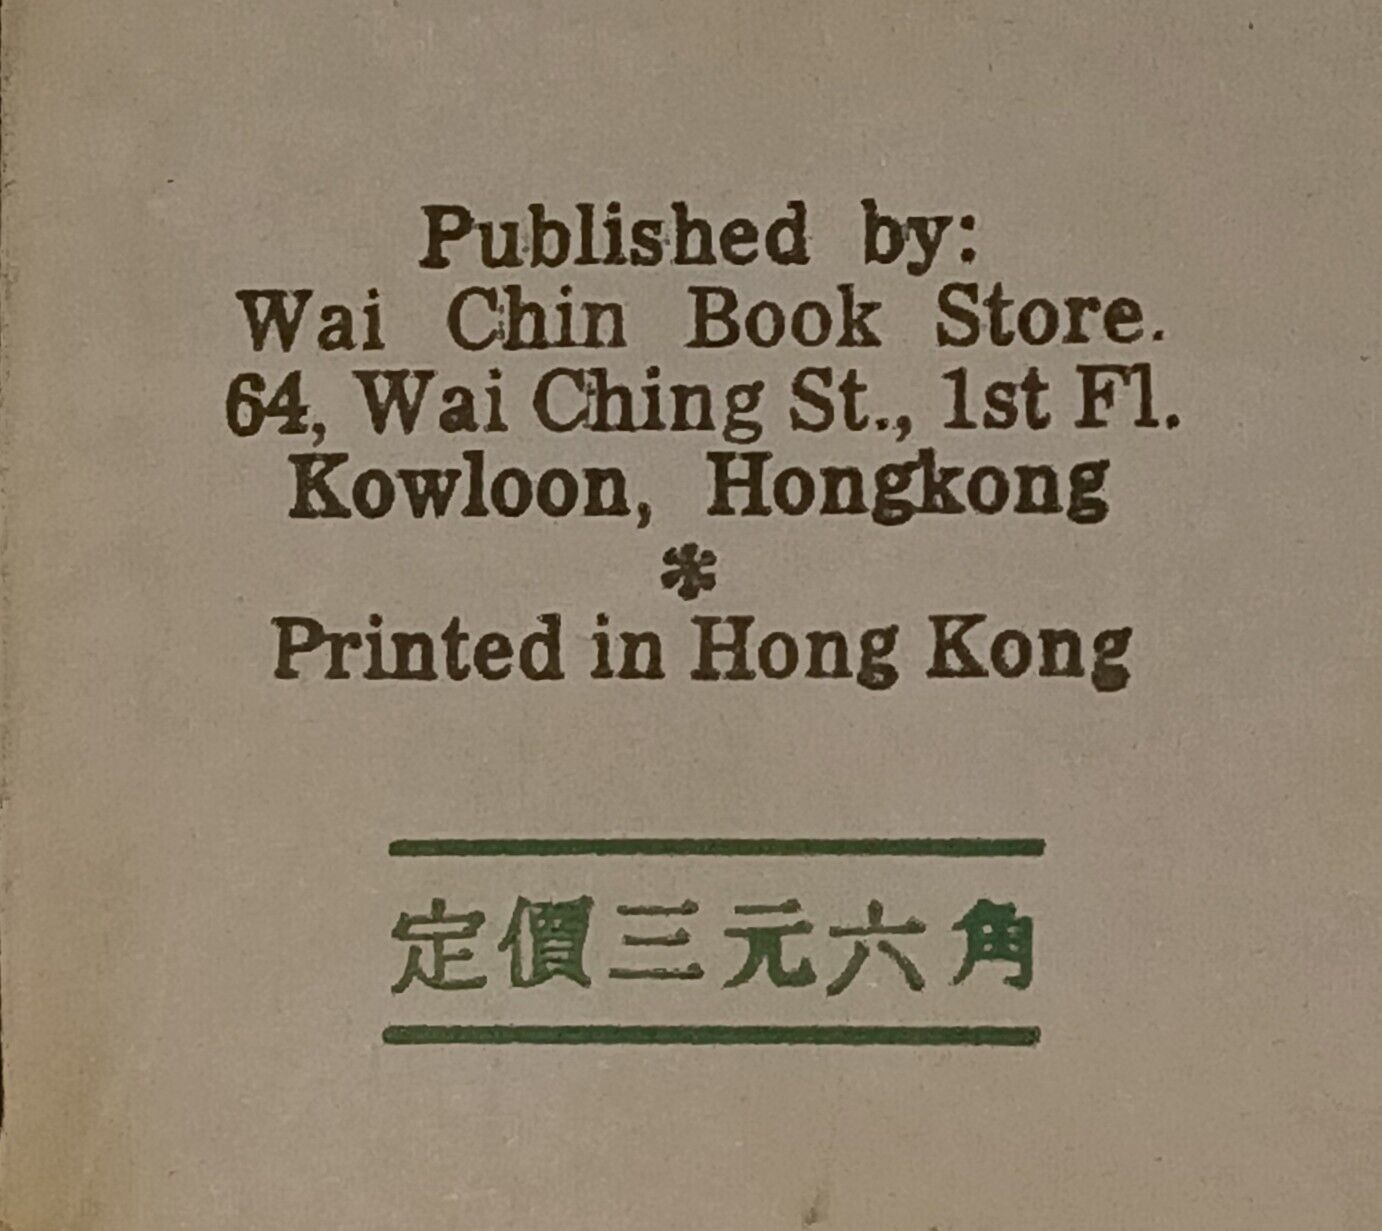 Published by:
Wai Chin Book Store.
64, Wai Ching St., 1st Fl.
Kowloon, Hongkong
*
Printed in Hong Kong
定價三元六角